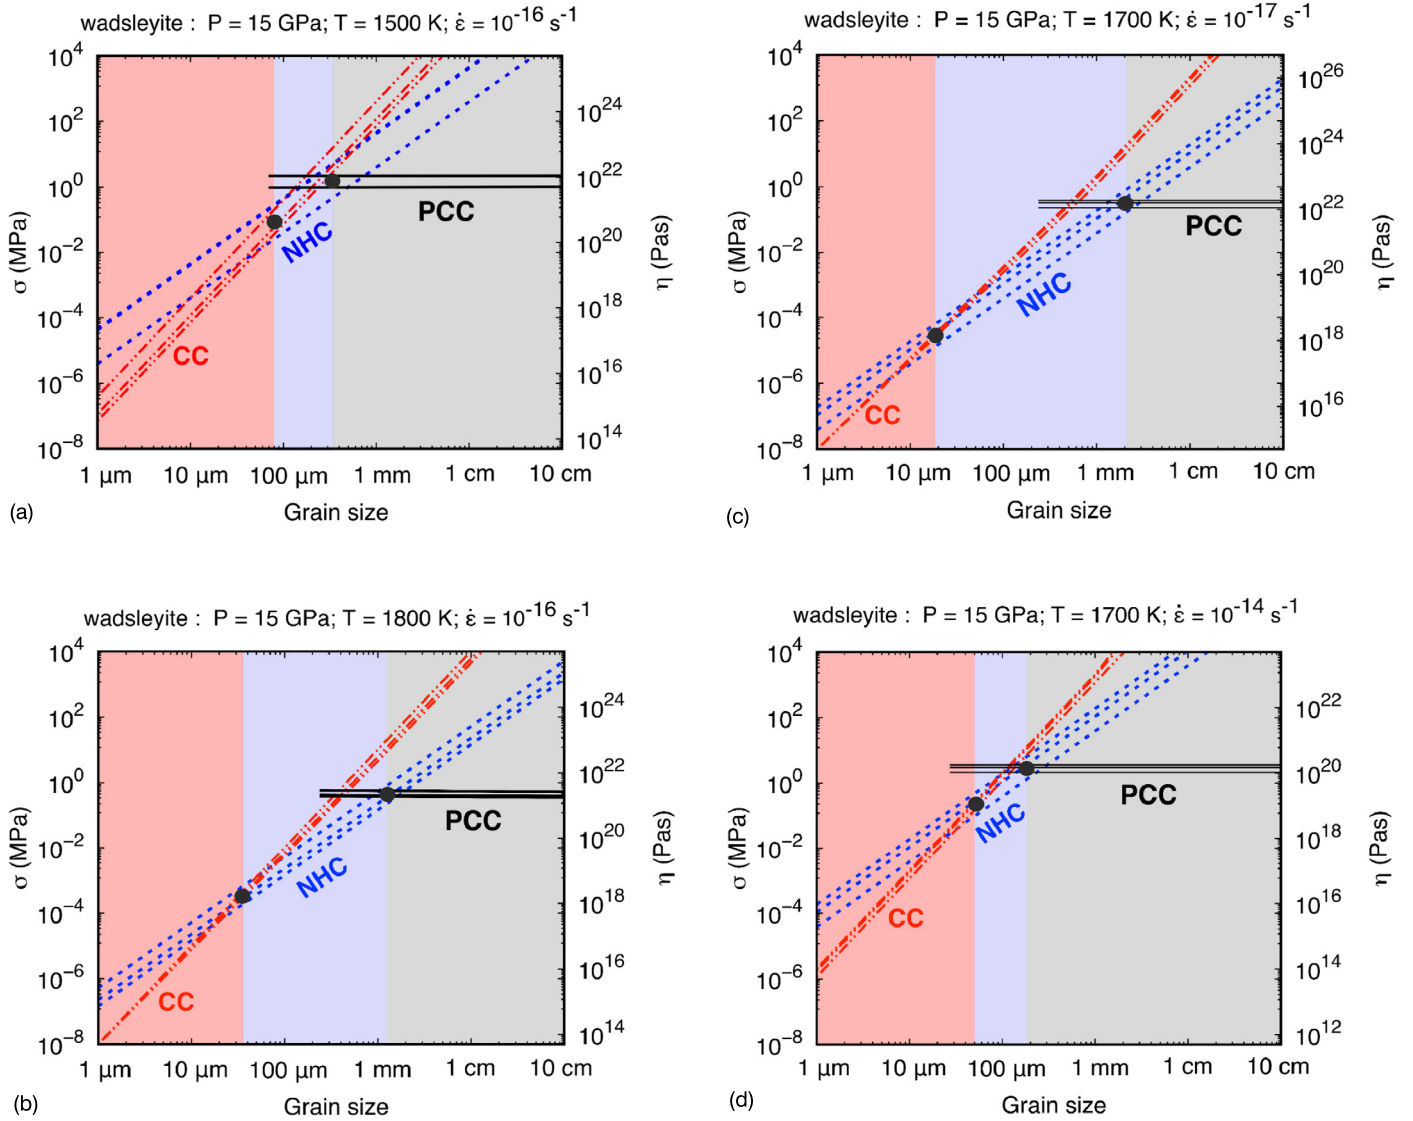 wadsleyite : P = 15 GPa; T = 1500 K; ε̇ = 10⁻¹⁶ s⁻¹
10⁴
10²
10⁰
10⁻²
10⁻⁴
10⁻⁶
10⁻⁸
σ (MPa)
10²⁴
10²²
10²⁰
10¹⁸
10¹⁶
10¹⁴
η (Pas)
PCC
NHC
CC
1 μm 10 μm 100 μm 1 mm 1 cm 10 cm
Grain size
(a)
wadsleyite : P = 15 GPa; T = 1700 K; ε̇ = 10⁻¹⁷ s⁻¹
10⁴
10²
10⁰
10⁻²
10⁻⁴
10⁻⁶
10⁻⁸
σ (MPa)
10²⁶
10²⁴
10²²
10²⁰
10¹⁸
10¹⁶
η (Pas)
PCC
NHC
CC
1 μm 10 μm 100 μm 1 mm 1 cm 10 cm
Grain size
(c)
wadsleyite : P = 15 GPa; T = 1800 K; ε̇ = 10⁻¹⁶ s⁻¹
10⁴
10²
10⁰
10⁻²
10⁻⁴
10⁻⁶
10⁻⁸
σ (MPa)
10²⁴
10²²
10²⁰
10¹⁸
10¹⁶
10¹⁴
η (Pas)
PCC
NHC
CC
1 μm 10 μm 100 μm 1 mm 1 cm 10 cm
Grain size
(b)
wadsleyite : P = 15 GPa; T = 1700 K; ε̇ = 10⁻¹⁴ s⁻¹
10⁴
10²
10⁰
10⁻²
10⁻⁴
10⁻⁶
10⁻⁸
σ (MPa)
10²²
10²⁰
10¹⁸
10¹⁶
10¹⁴
10¹²
η (Pas)
PCC
NHC
CC
1 μm 10 μm 100 μm 1 mm 1 cm 10 cm
Grain size
(d)